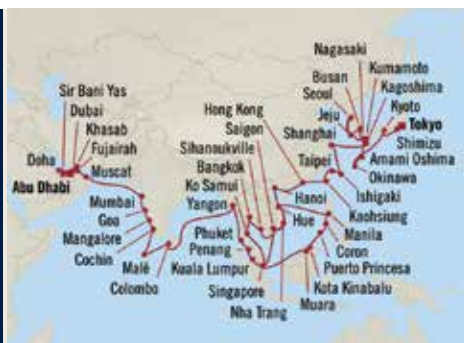 Nagasaki
Kumamoto
Busan
Kagoshima
Seoul
Kyoto
Jeju
Tokyo
Shanghai
Shimizu
Amami Oshima
Okinawa
Taipei
Ishigaki
Kaohsiung
Hong Kong
Saigon
Sihanoukville
Bangkok
Ko Samui
Yangon
Hanoi
Hue
Manila
Coron
Puerto Princesa
Kota Kinabalu
Muara
Nha Trang
Singapore
Kuala Lumpur
Penang
Phuket
Sir Bani Yas
Dubai
Khasab
Fujairah
Doha
Muscat
Abu Dhabi
Mumbai
Goa
Mangalore
Cochin
Malé
Colombo